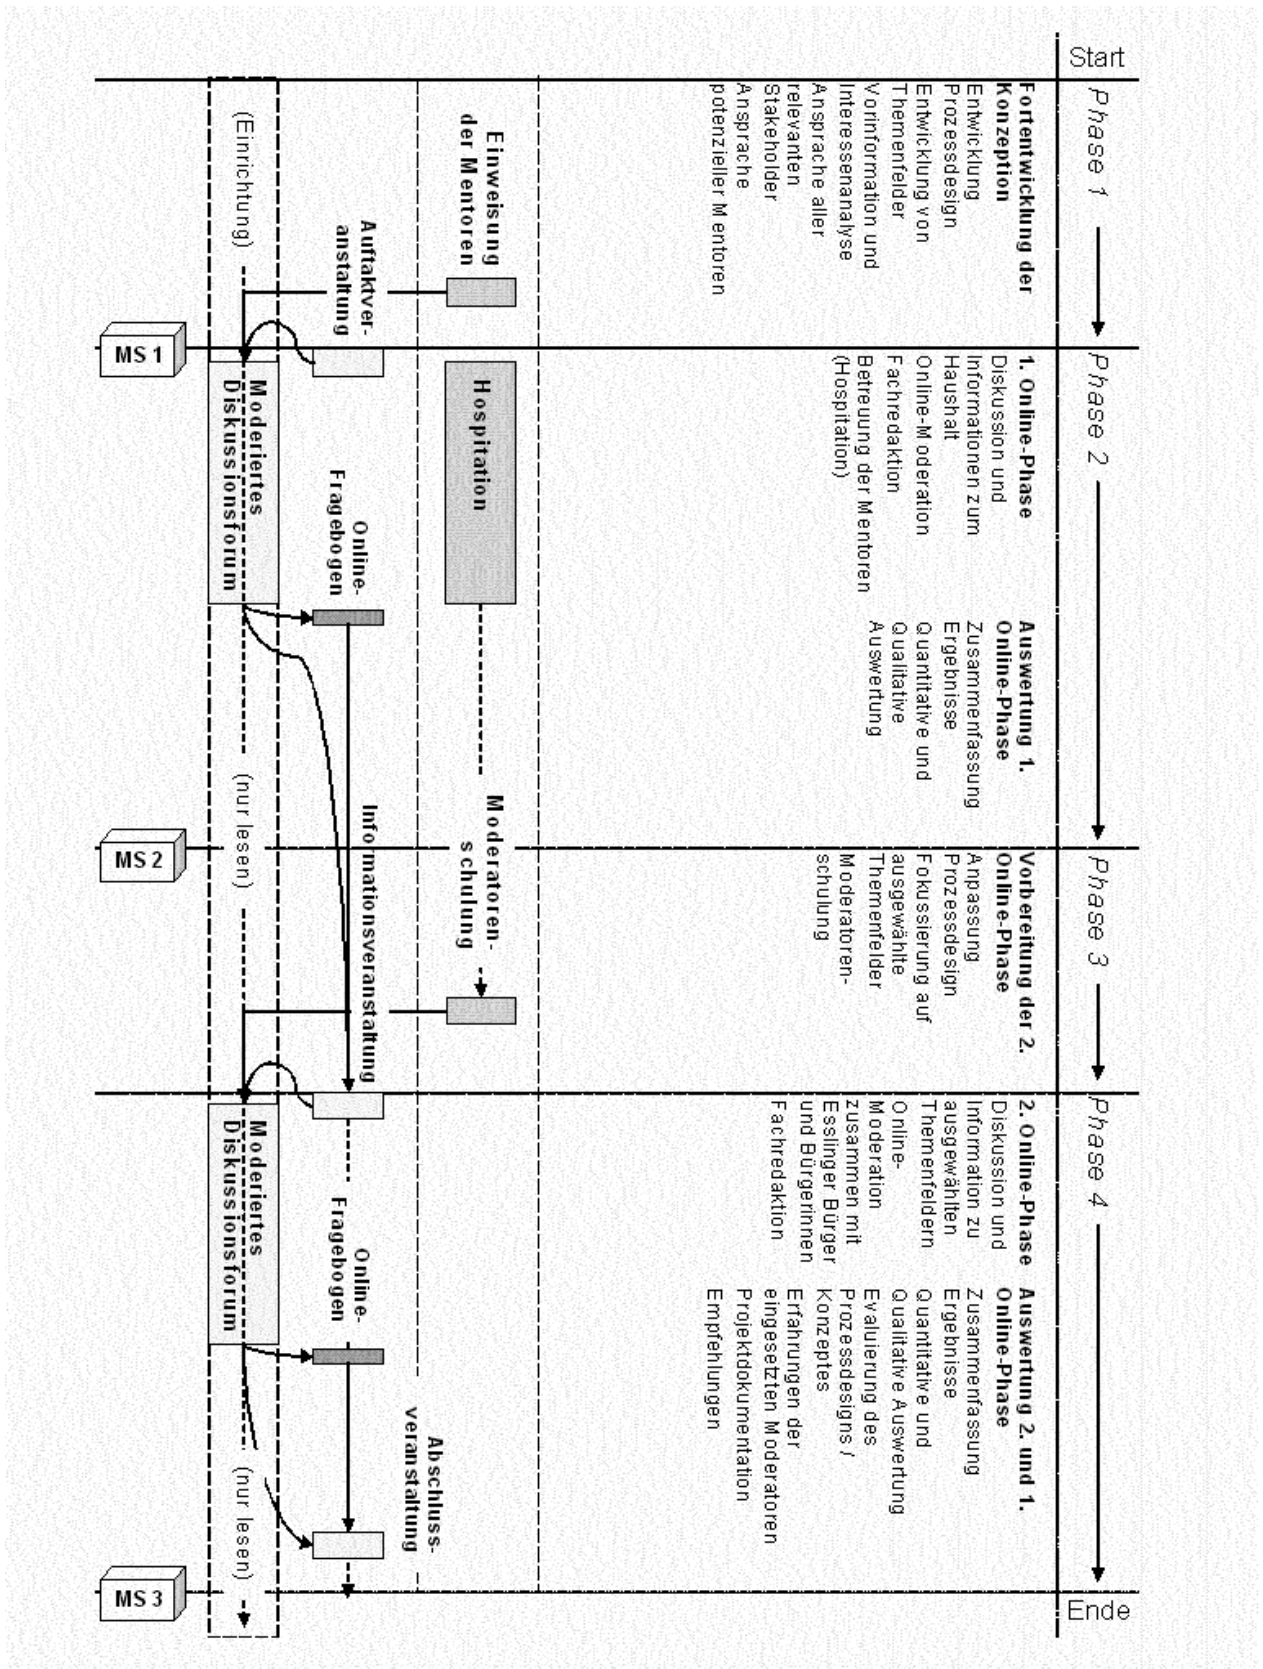 Start
Phase 1
Phase 2
Phase 3
Phase 4
Ende
Fortentwicklung der
Konzeption
Entwicklung
Prozessdesign
Entwicklung von
Themenfelder
Vorinformation und
Interessenanalyse
Ansprache aller
relevanten
Stakeholder
Ansprache
potenzieller Mentoren
1. Online-Phase
Diskussion und
Informationen zum
Haushalt
Online-Moderation
Fachredaktion
Betreuung der Mentoren
(Hospitation)
Auswertung 1.
Online-Phase
Zusammenfassung
Ergebnisse
Quantitative und
Qualitative
Auswertung
Vorbereitung der 2.
Online-Phase
Anpassung
Prozessdesign
Fokussierung auf
ausgewählte
Themenfelder
Moderatoren-
schulung
2. Online-Phase
Diskussion und
Information zu
ausgewählten
Themenfeldern
Online-
Moderation
zusammen mit
Esslinger Bürger
und Bürgerinnen
Fachredaktion
Auswertung 2. und 1.
Online-Phase
Zusammenfassung
Ergebnisse
Quantitative und
Qualitative Auswertung
Evaluierung des
Prozessdesigns /
Konzeptes
Erfahrungen der
eingesetzten Moderatoren
Projektdokumentation
Empfehlungen
Einweisung
der Mentoren
Hospitation
Moderatoren-
schulung
Auftaktver-
anstaltung
Online-
Fragebogen
Informationsveranstaltung
Online-
Fragebogen
Abschluss-
veranstaltung
(Einrichtung)
Moderiertes
Diskussionsforum
(nur lesen)
Moderiertes
Diskussionsforum
(nur lesen)
MS 1
MS 2
MS 3